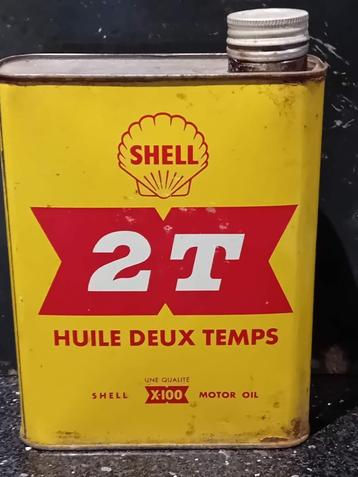 SHELL
2T
HUILE DEUX TEMPS
UNE QUALITÉ
SHELL X-100 MOTOR OIL